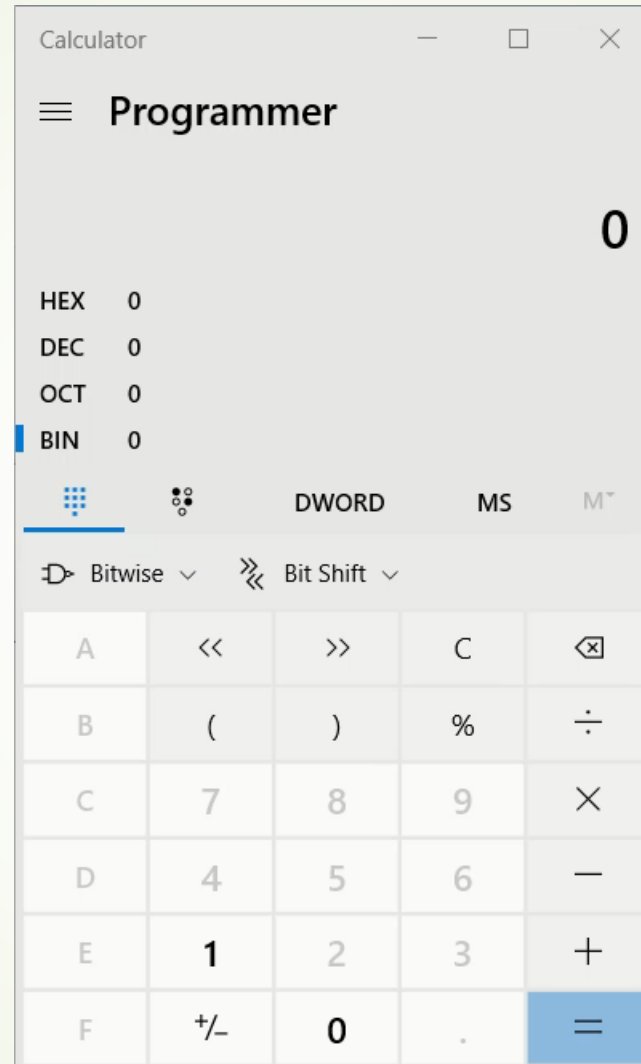 Calculator
Programmer
0
HEX 0
DEC 0
OCT 0
BIN 0
DWORD MS M
Bitwise Bit Shift
A << >> C
B ( ) % ÷
C 7 8 9 ×
D 4 5 6 −
E 1 2 3 +
F +/− 0 . =